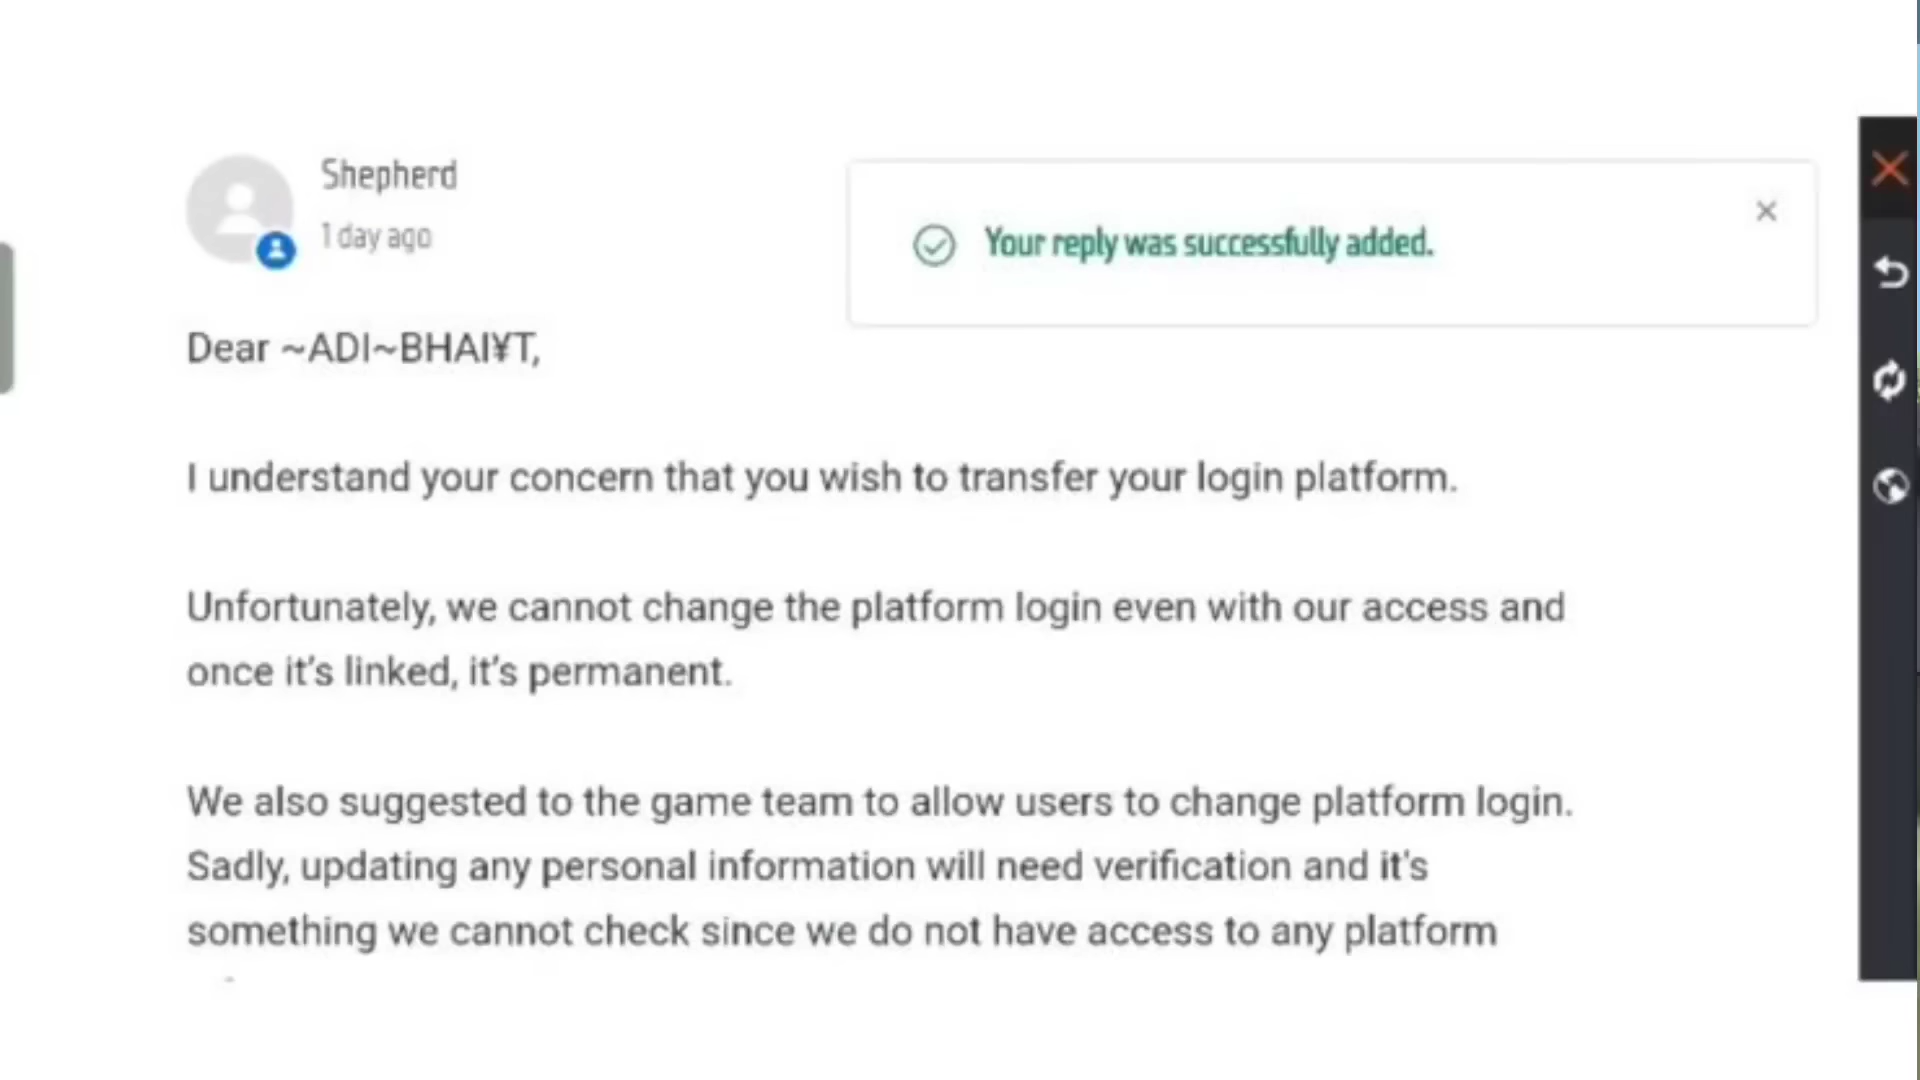 Shepherd
1 day ago
Your reply was successfully added.
Dear ~ADI~BHAI¥T,
I understand your concern that you wish to transfer your login platform.
Unfortunately, we cannot change the platform login even with our access and
once it's linked, it's permanent.
We also suggested to the game team to allow users to change platform login.
Sadly, updating any personal information will need verification and it's
something we cannot check since we do not have access to any platform